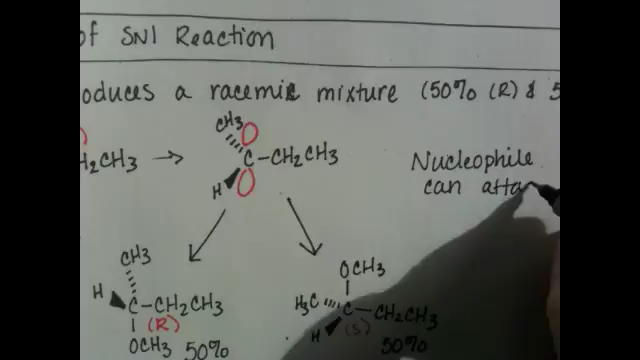 of SN1 Reaction
oduces a racemic mixture (50% (R) & 5
CH3
H2CH3 → C-CH2CH3
H
Nucleophile
can atta
CH3
H
C-CH2CH3
(R)
OCH3 50%
OCH3
H3C C-CH2CH3
H (S)
50%